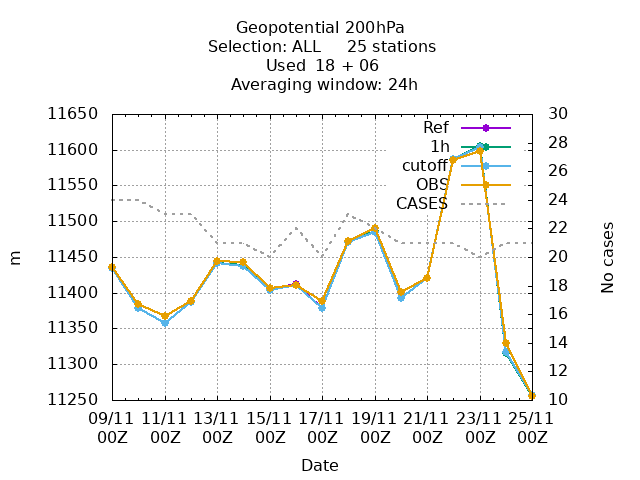 Geopotential 200hPa
Selection: ALL 25 stations
Used 18 + 06
Averaging window: 24h
Ref
1h
cutoff
OBS
CASES
11650
11600
11550
11500
11450
11400
11350
11300
11250
m
30
28
26
24
22
20
18
16
14
12
10
No cases
09/11 11/11 13/11 15/11 17/11 19/11 21/11 23/11 25/11
00Z 00Z 00Z 00Z 00Z 00Z 00Z 00Z 00Z
Date